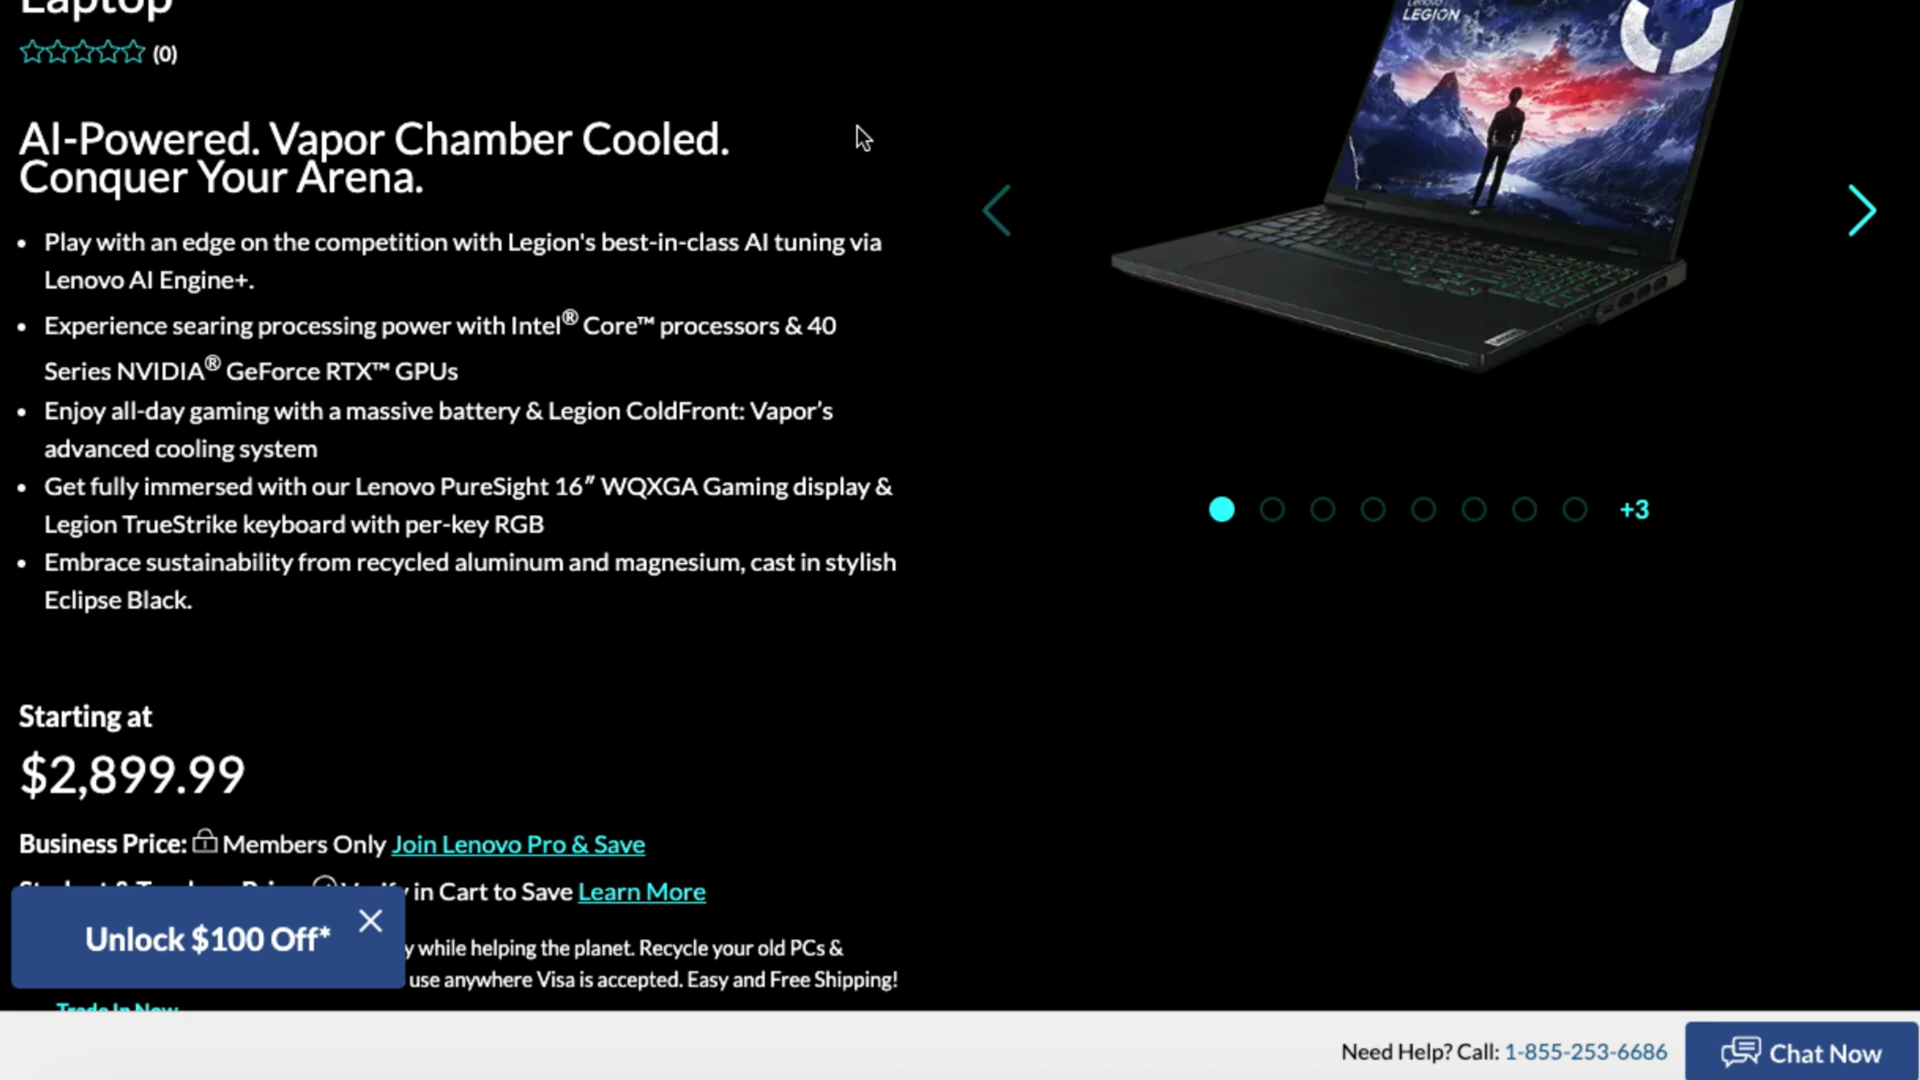 Laptop
(0)
AI-Powered. Vapor Chamber Cooled.
Conquer Your Arena.
• Play with an edge on the competition with Legion's best-in-class AI tuning via
Lenovo AI Engine+.
• Experience searing processing power with Intel® Core™ processors & 40
Series NVIDIA® GeForce RTX™ GPUs
• Enjoy all-day gaming with a massive battery & Legion ColdFront: Vapor’s
advanced cooling system
• Get fully immersed with our Lenovo PureSight 16″ WQXGA Gaming display &
Legion TrueStrike keyboard with per-key RGB
• Embrace sustainability from recycled aluminum and magnesium, cast in stylish
Eclipse Black.
Lenovo
LEGION
+3
Starting at
$2,899.99
Business Price: Members Only Join Lenovo Pro & Save
in Cart to Save Learn More
Unlock $100 Off*
y while helping the planet. Recycle your old PCs &
use anywhere Visa is accepted. Easy and Free Shipping!
Trade In Now
Need Help? Call: 1-855-253-6686
Chat Now